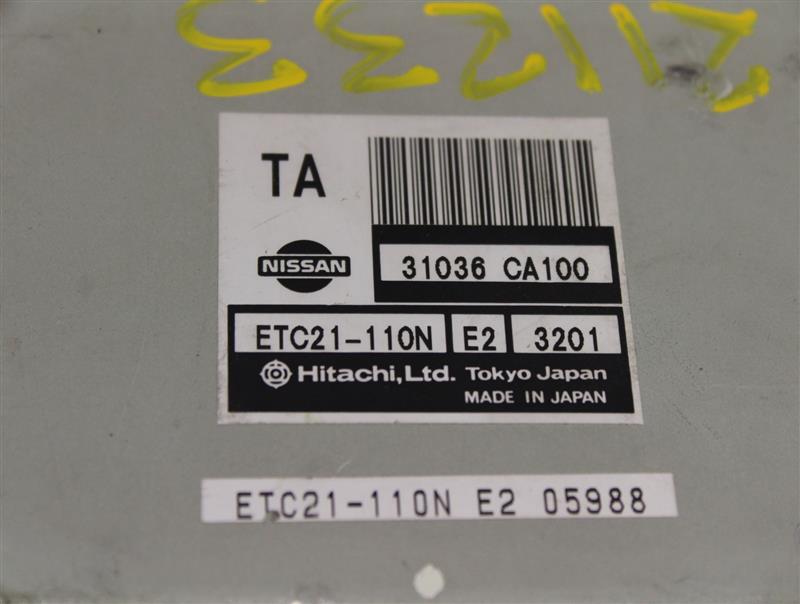 TA
NISSAN
31036 CA100
ETC21-110N E2 3201
Hitachi, Ltd. Tokyo Japan
MADE IN JAPAN
ETC21-110N E2 05988